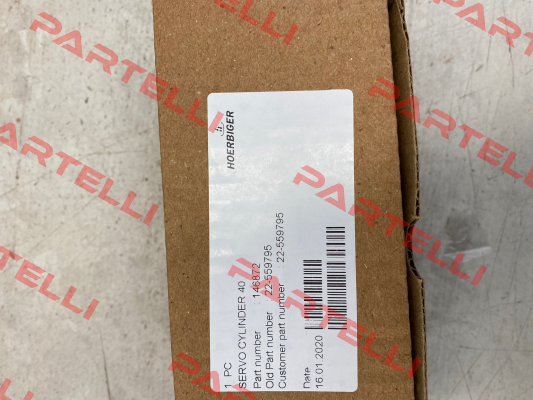 HOERBIGER
1 PC
SERVO CYLINDER 40
Part number 146872
Old Part number 22-559795
Customer part number 22-559795
Date
16.01.2020
PARTELLI
PARTELLI
PARTELLI
PARTELLI
PARTELLI
PARTELLI